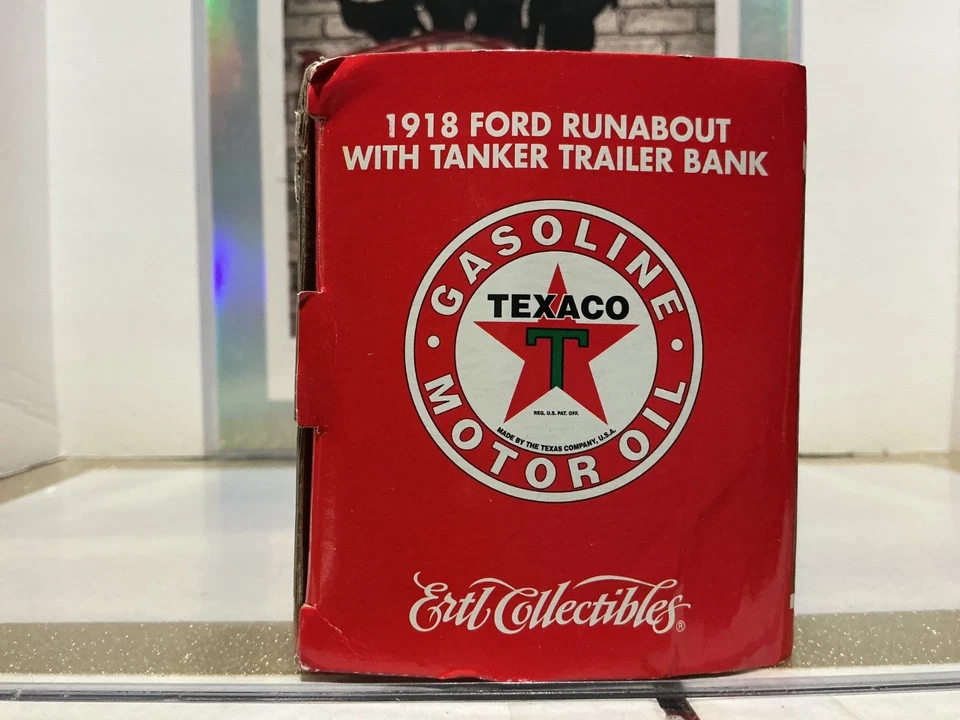 1918 FORD RUNABOUT
WITH TANKER TRAILER BANK
GASOLINE
TEXACO
T
REG. U.S. PAT. OFF.
MADE BY THE TEXAS COMPANY, U.S.A.
• MOTOR OIL •
Ertl Collectibles®